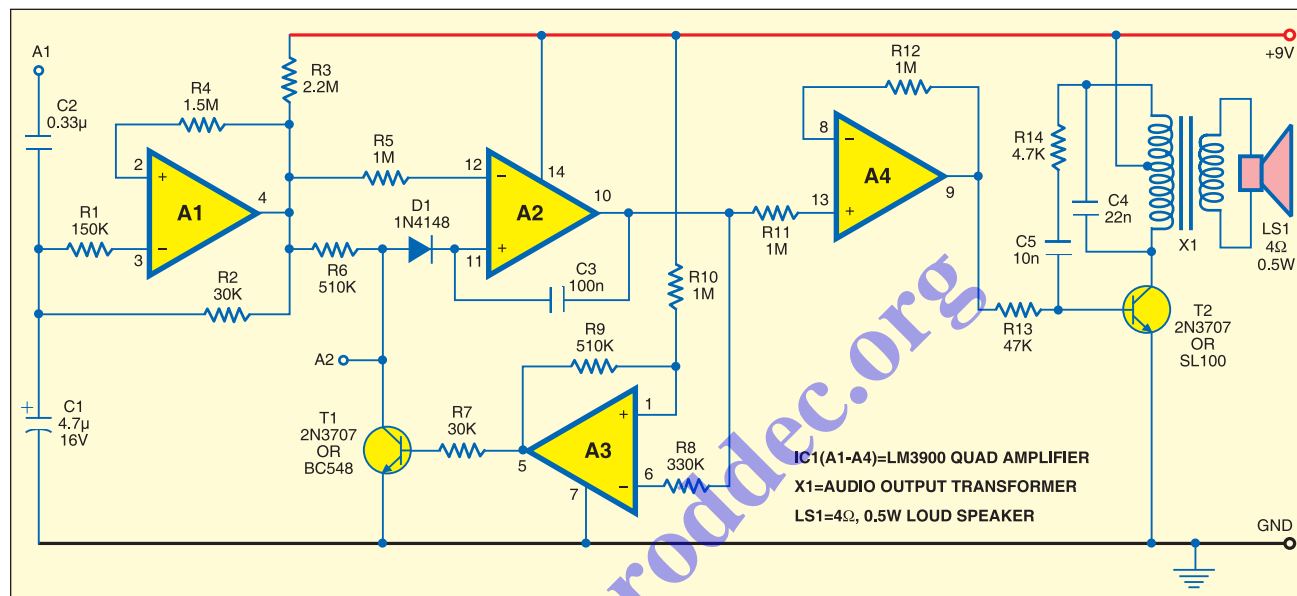 A1
C2
0.33µ
R4
1.5M
R3
2.2M
2
+
A1
4
R1
150K
−
3
R2
30K
+
C1
4.7µ
16V
R5
1M
12
−
14
A2
10
D1
1N4148
+
11
R6
510K
C3
100n
A2
T1
2N3707
OR
BC548
R7
30K
R9
510K
R10
1M
+
1
A3
5
7
6
−
R8
330K
R11
1M
R12
1M
8
−
A4
9
13
+
R13
47K
R14
4.7K
C5
10n
C4
22n
X1
LS1
4Ω
0.5W
T2
2N3707
OR
SL100
+9V
GND
IC1(A1-A4)=LM3900 QUAD AMPLIFIER
X1=AUDIO OUTPUT TRANSFORMER
LS1=4Ω, 0.5W LOUD SPEAKER
roddec.org